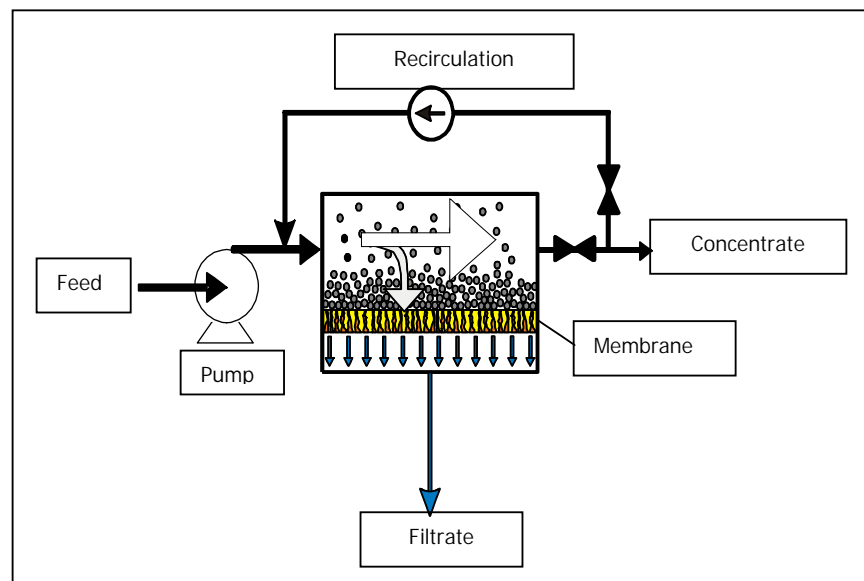 Recirculation
Concentrate
Feed
Membrane
Pump
Filtrate